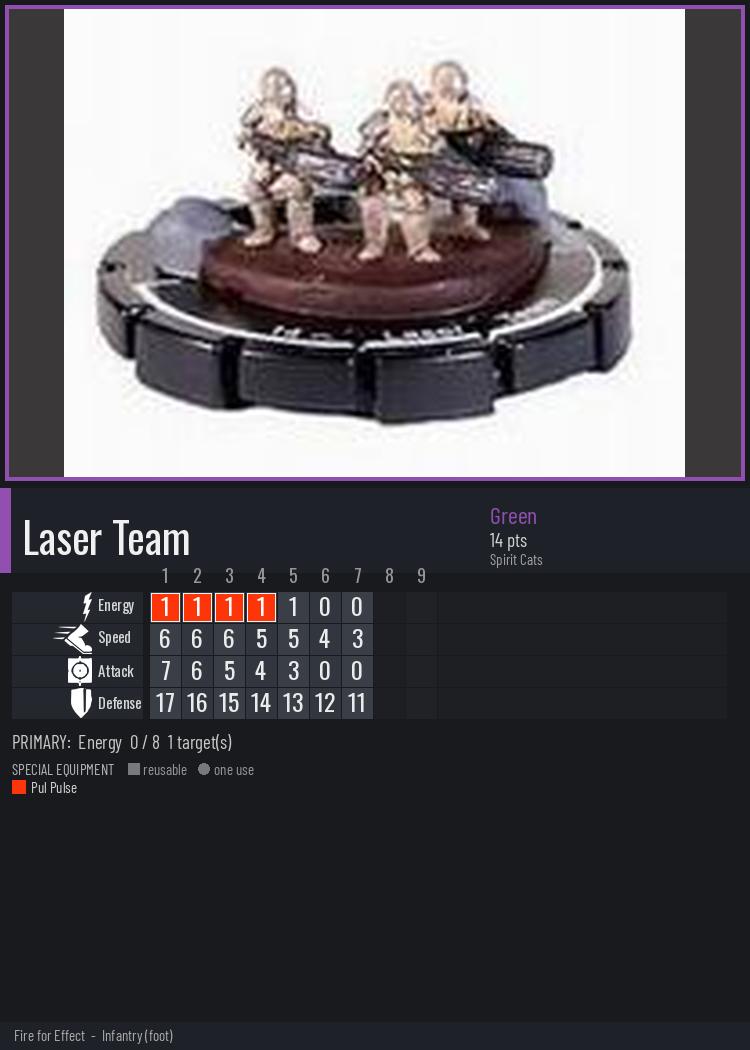 Laser
Laser Team
Green
14 pts
Spirit Cats
1 2 3 4 5 6 7 8 9
Energy 1 1 1 1 1 0 0
Speed 6 6 6 5 5 4 3
Attack 7 6 5 4 3 0 0
Defense 17 16 15 14 13 12 11
PRIMARY: Energy 0 / 8 1 target(s)
SPECIAL EQUIPMENT reusable one use
Pul Pulse
Fire for Effect - Infantry (foot)